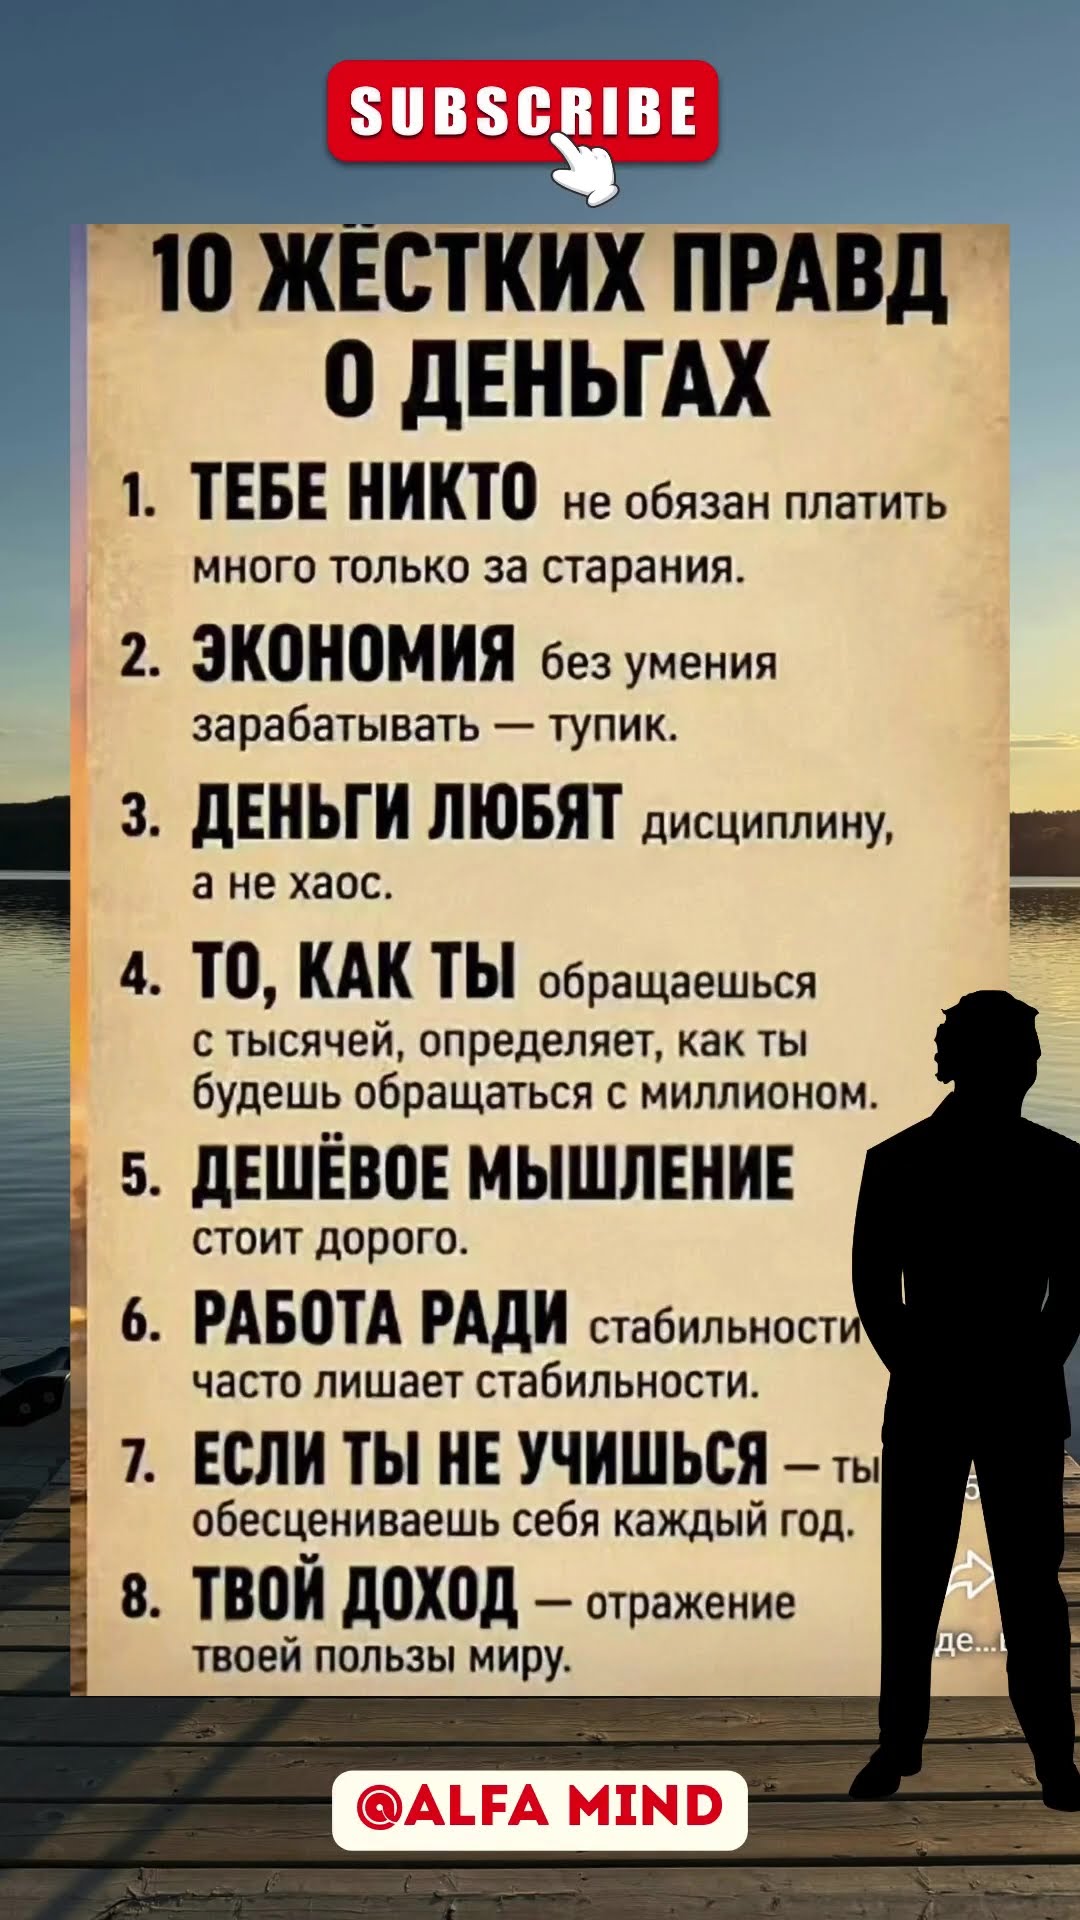 SUBSCRIBE
10 ЖЁСТКИХ ПРАВД
О ДЕНЬГАХ
1. ТЕБЕ НИКТО не обязан платить
много только за старания.
2. ЭКОНОМИЯ без умения
зарабатывать — тупик.
3. ДЕНЬГИ ЛЮБЯТ дисциплину,
а не хаос.
4. ТО, КАК ТЫ обращаешься
с тысячей, определяет, как ты
будешь обращаться с миллионом.
5. ДЕШЁВОЕ МЫШЛЕНИЕ
стоит дорого.
6. РАБОТА РАДИ стабильности
часто лишает стабильности.
7. ЕСЛИ ТЫ НЕ УЧИШЬСЯ — ты
обесцениваешь себя каждый год.
8. ТВОЙ ДОХОД — отражение
твоей пользы миру.
@ALFA MIND